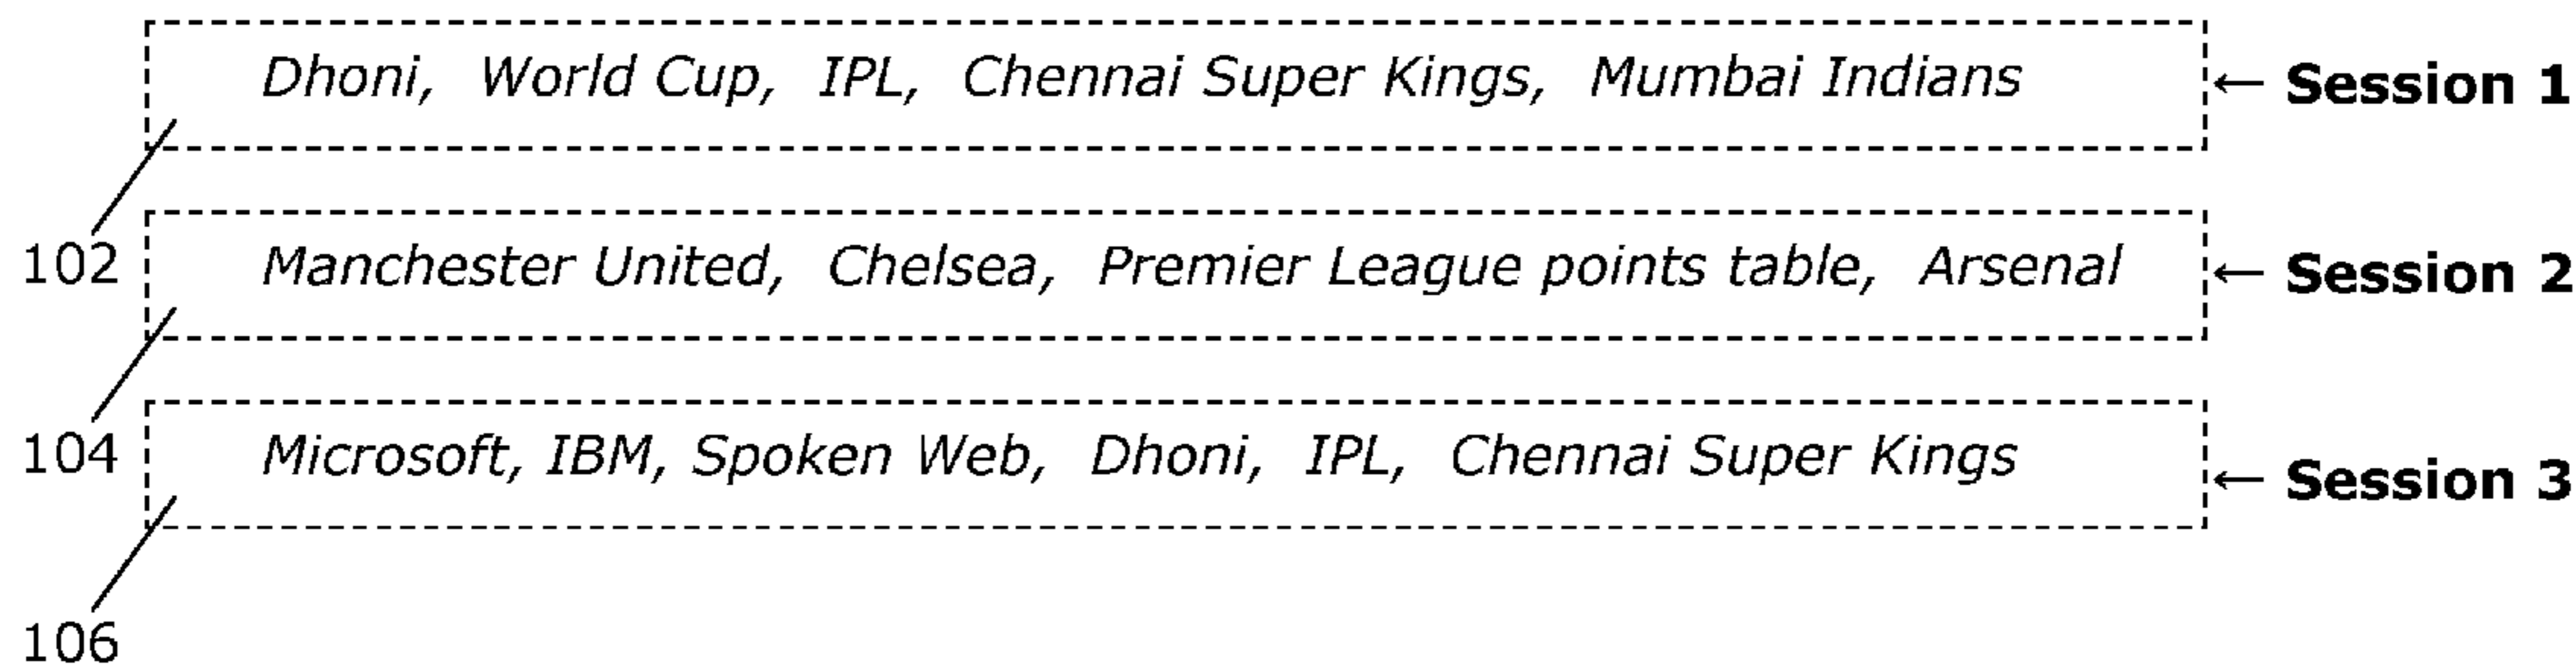 Dhoni, World Cup, IPL, Chennai Super Kings, Mumbai Indians ← Session 1
102
Manchester United, Chelsea, Premier League points table, Arsenal ← Session 2
104
Microsoft, IBM, Spoken Web, Dhoni, IPL, Chennai Super Kings ← Session 3
106